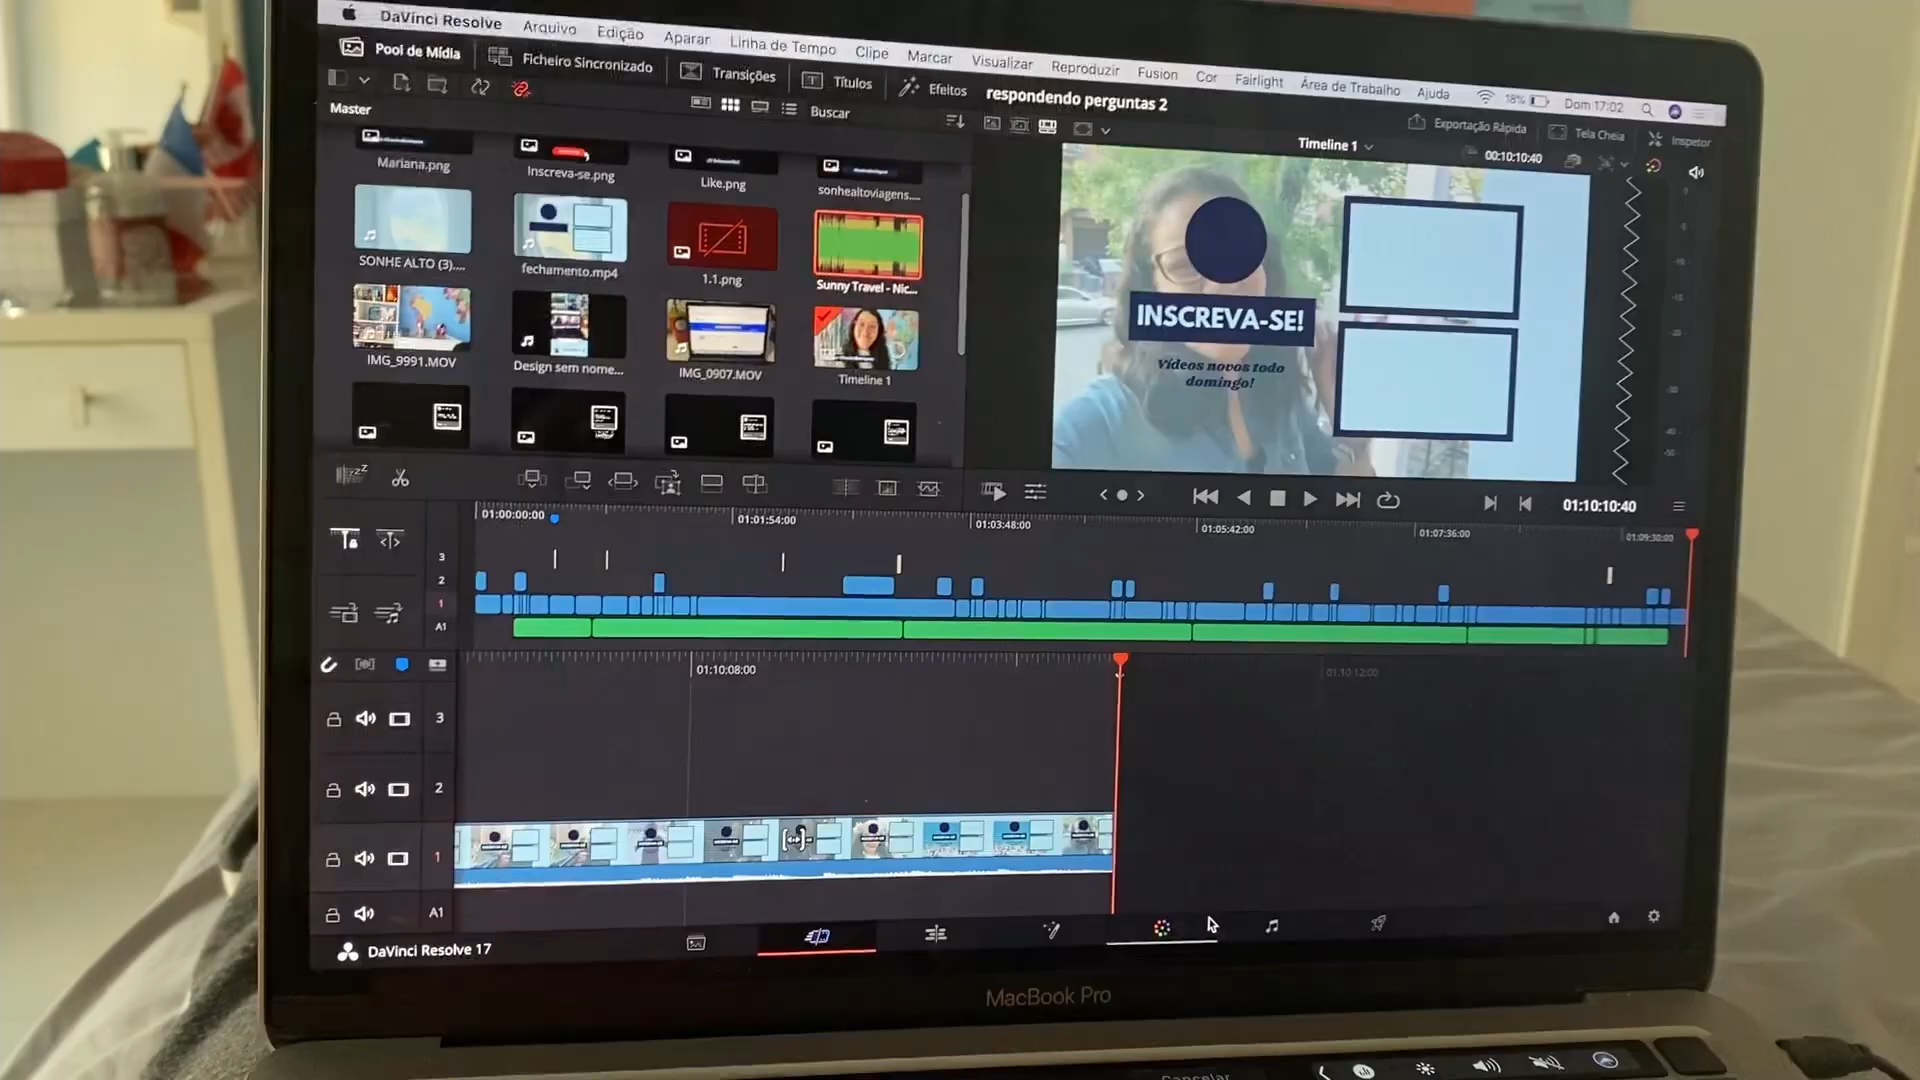 DaVinci Resolve Arquivo Edição Aparar Linha de Tempo Clipe Marcar Visualizar Reproduzir Fusion Cor Fairlight Área de Trabalho Ajuda 18% Dom 17:02
Pool de Mídia Ficheiro Sincronizado Transições Títulos Efeitos respondendo perguntas 2 Exportação Rápida Tela Cheia Inspetor
Master Buscar Timeline 1 00:10:10:40
Mariana.png Inscreva-se.png Like.png sonhealtoviagens....
SONHE ALTO (3).... fechamento.mp4 1.1.png Sunny Travel - Nic...
IMG_9991.MOV Design sem nome... IMG_0907.MOV Timeline 1
INSCREVA-SE!
Vídeos novos todo
domingo!
01:10:10:40
01:00:00:00 01:01:54:00 01:03:48:00 01:05:42:00 01:07:36:00 01:09:30:00
3
2
1
A1
01:10:08:00 01:10:12:00
3
2
1
A1
DaVinci Resolve 17
MacBook Pro
Cancelar